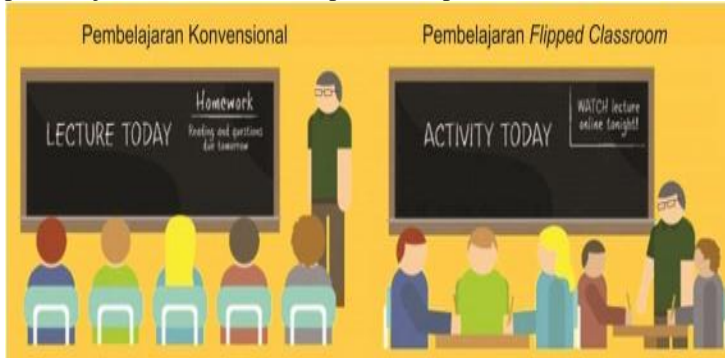 Pembelajaran Konvensional
LECTURE TODAY
Homework
Reading and questions
due tomorrow
Pembelajaran Flipped Classroom
ACTIVITY TODAY
WATCH lecture
online tonight!